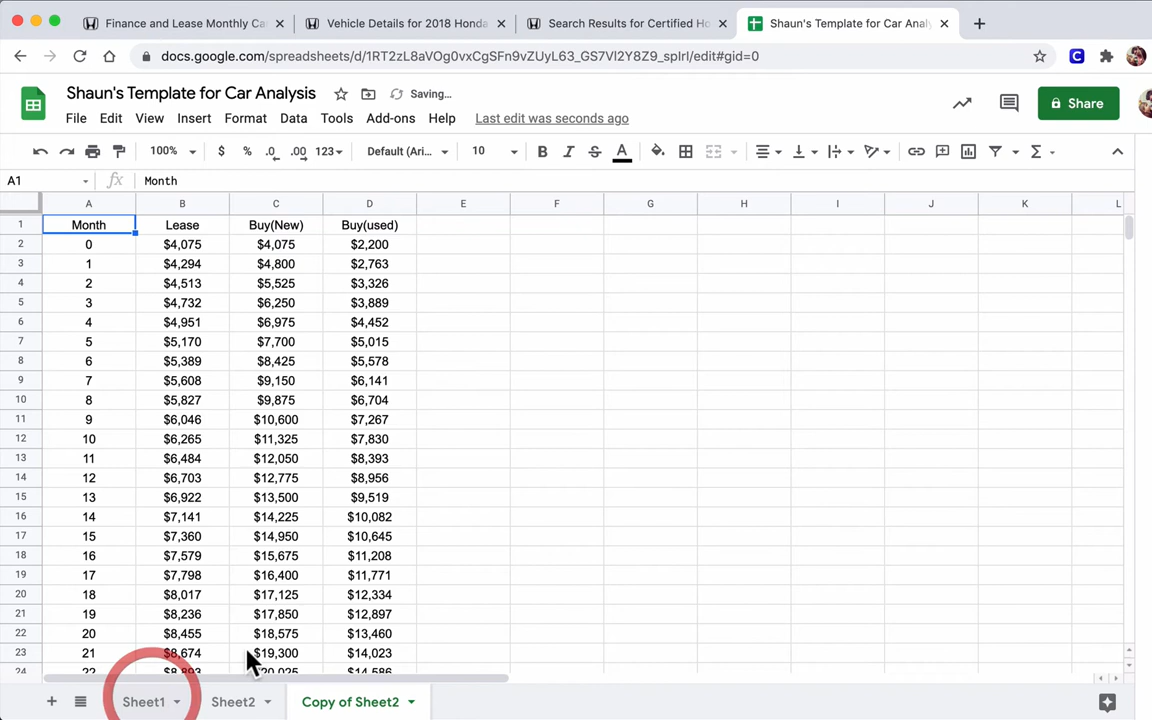 Finance and Lease Monthly Ca
Vehicle Details for 2018 Honda
Search Results for Certified Ho
Shaun's Template for Car Analy
docs.google.com/spreadsheets/d/1RT2zL8aVOg0vxCgSFn9vZUyL63_GS7Vl2Y8Z9_spIrI/edit#gid=0
Shaun's Template for Car Analysis
Saving…
File Edit View Insert Format Data Tools Add-ons Help Last edit was seconds ago
Share
100% $ % .0 .00 123 Default (Ari... 10 B I S A
A1 fx Month
A B C D E F G H I J K L
1 Month Lease Buy(New) Buy(used)
2 0 $4,075 $4,075 $2,200
3 1 $4,294 $4,800 $2,763
4 2 $4,513 $5,525 $3,326
5 3 $4,732 $6,250 $3,889
6 4 $4,951 $6,975 $4,452
7 5 $5,170 $7,700 $5,015
8 6 $5,389 $8,425 $5,578
9 7 $5,608 $9,150 $6,141
10 8 $5,827 $9,875 $6,704
11 9 $6,046 $10,600 $7,267
12 10 $6,265 $11,325 $7,830
13 11 $6,484 $12,050 $8,393
14 12 $6,703 $12,775 $8,956
15 13 $6,922 $13,500 $9,519
16 14 $7,141 $14,225 $10,082
17 15 $7,360 $14,950 $10,645
18 16 $7,579 $15,675 $11,208
19 17 $7,798 $16,400 $11,771
20 18 $8,017 $17,125 $12,334
21 19 $8,236 $17,850 $12,897
22 20 $8,455 $18,575 $13,460
23 21 $8,674 $19,300 $14,023
24 22 $8,893 $20,025 $14,586
Sheet1 Sheet2 Copy of Sheet2